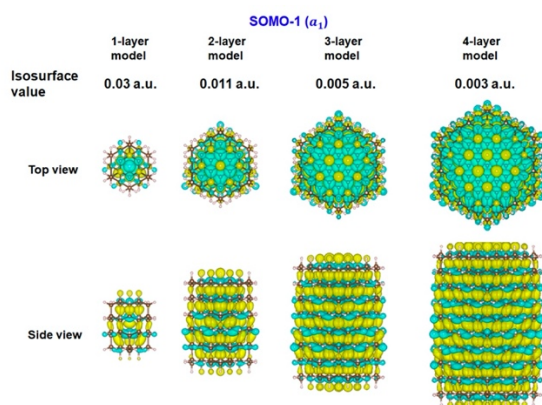 SOMO-1 (a₁)
1-layer model 2-layer model 3-layer model 4-layer model
Isosurface value 0.03 a.u. 0.011 a.u. 0.005 a.u. 0.003 a.u.
Top view
Side view